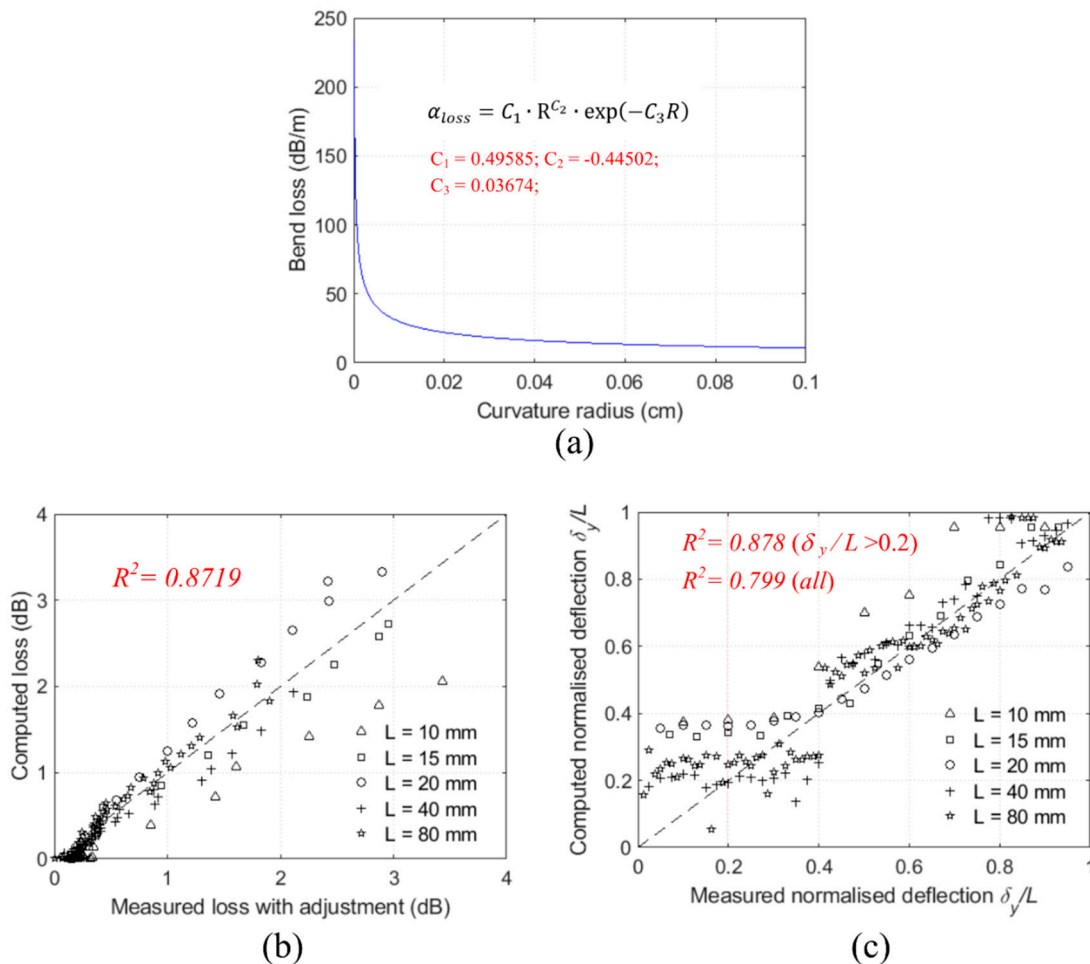 250
200
150
100
50
0
Bend loss (dB/m)
α_loss = C₁ · R^C₂ · exp(−C₃R)
C₁ = 0.49585; C₂ = -0.44502;
C₃ = 0.03674;
0 0.02 0.04 0.06 0.08 0.1
Curvature radius (cm)
(a)
4
3
2
1
0
Computed loss (dB)
R² = 0.8719
L = 10 mm
L = 15 mm
L = 20 mm
L = 40 mm
L = 80 mm
0 1 2 3 4
Measured loss with adjustment (dB)
(b)
1
0.8
0.6
0.4
0.2
0
Computed normalised deflection δ_y/L
R² = 0.878 (δ_y/L >0.2)
R² = 0.799 (all)
L = 10 mm
L = 15 mm
L = 20 mm
L = 40 mm
L = 80 mm
0 0.2 0.4 0.6 0.8 1
Measured normalised deflection δ_y/L
(c)